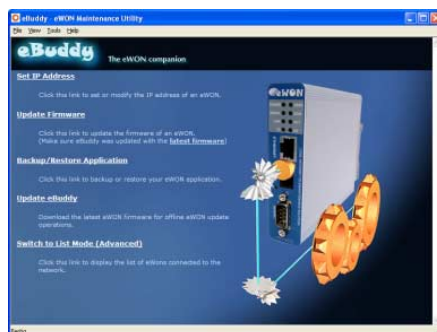 eBuddy - eWON Maintenance Utility
File View Tools Help
eBuddy The eWON companion
Set IP Address
Click this link to set or modify the IP address of an eWON.
Update Firmware
Click this link to update the firmware of an eWON.
(Make sure eBuddy was updated with the latest firmware)
Backup/Restore Application
Click this link to backup or restore your eWON application.
Update eBuddy
Download the latest eWON firmware for offline eWON update
operations.
Switch to List Mode (Advanced)
Click this link to display the list of eWons connected to the
network.
eWON